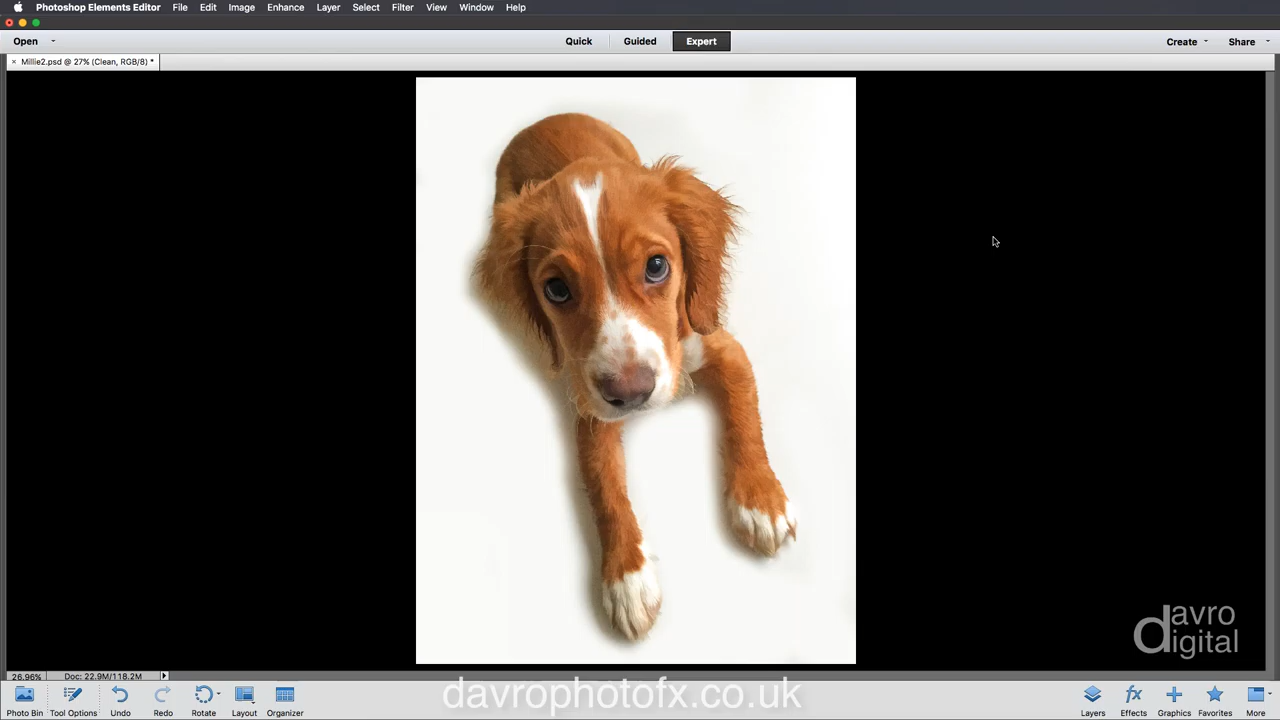 Photoshop Elements Editor File Edit Image Enhance Layer Select Filter View Window Help
Open Quick Guided Expert Create Share
× Millie2.psd @ 27% (Clean, RGB/8) *
davro
digital
26.96% Doc: 22.9M/118.2M
Photo Bin Tool Options Undo Redo Rotate Layout Organizer davrophotofx.co.uk Layers fx Effects Graphics Favorites More